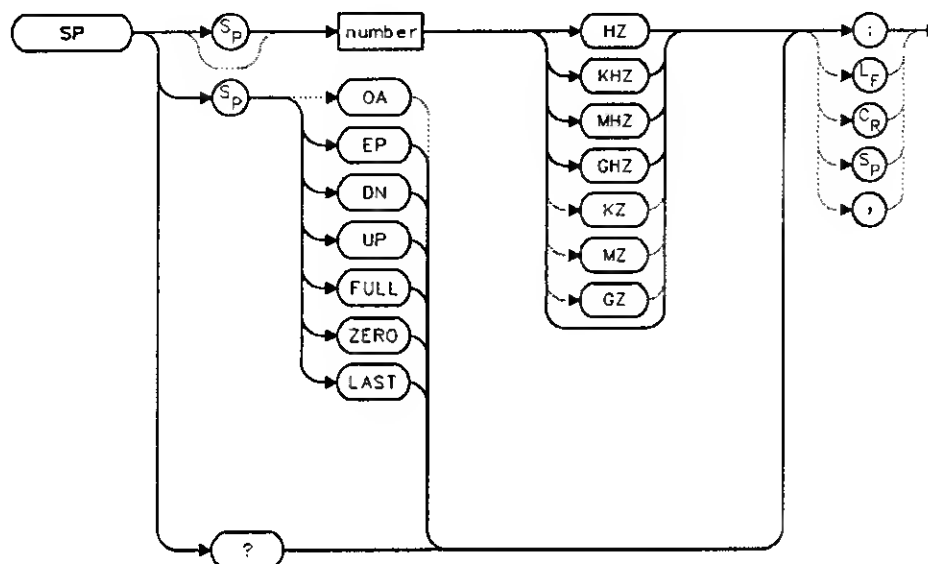 SP SP number HZ ;
KHZ LF
SP OA MHZ CR
EP GHZ SP
DN KZ ,
UP MZ
FULL GZ
ZERO
LAST
?